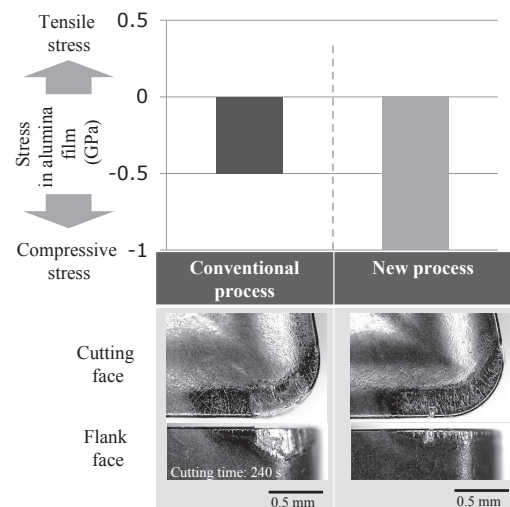 Tensile
stress
0.5
0
-0.5
-1
Stress
in alumina
film
(GPa)
Compressive
stress
Conventional
process
New process
Cutting
face
Flank
face
Cutting time: 240 s
0.5 mm
0.5 mm